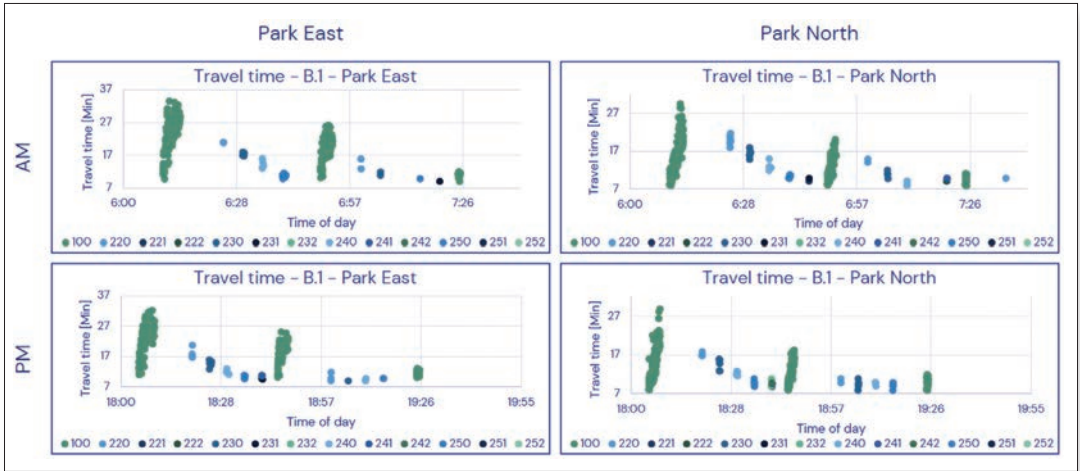 Park East
Park North
AM
Travel time – B.1 – Park East
Travel time [Min]
37
27
17
7
6:00
6:28
6:57
7:26
Time of day
100 220 221 222 230 231 232 240 241 242 250 251 252
Travel time – B.1 – Park North
Travel time [Min]
27
17
7
6:00
6:28
6:57
7:26
Time of day
100 220 221 222 230 231 232 240 241 242 250 251 252
PM
Travel time – B.1 – Park East
Travel time [Min]
37
27
17
7
18:00
18:28
18:57
19:26
19:55
Time of day
100 220 221 222 230 231 232 240 241 242 250 251 252
Travel time – B.1 – Park North
Travel time [Min]
27
17
7
18:00
18:28
18:57
19:26
19:55
Time of day
100 220 221 222 230 231 232 240 241 242 250 251 252